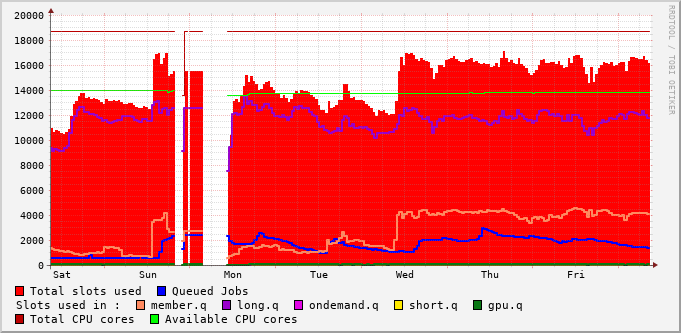 20000
18000
16000
14000
12000
10000
8000
6000
4000
2000
0
Sat Sun Mon Tue Wed Thu Fri
Total slots used Queued Jobs
Slots used in : member.q long.q ondemand.q short.q gpu.q
Total CPU cores Available CPU cores
RRDTOOL / TOBI OETIKER